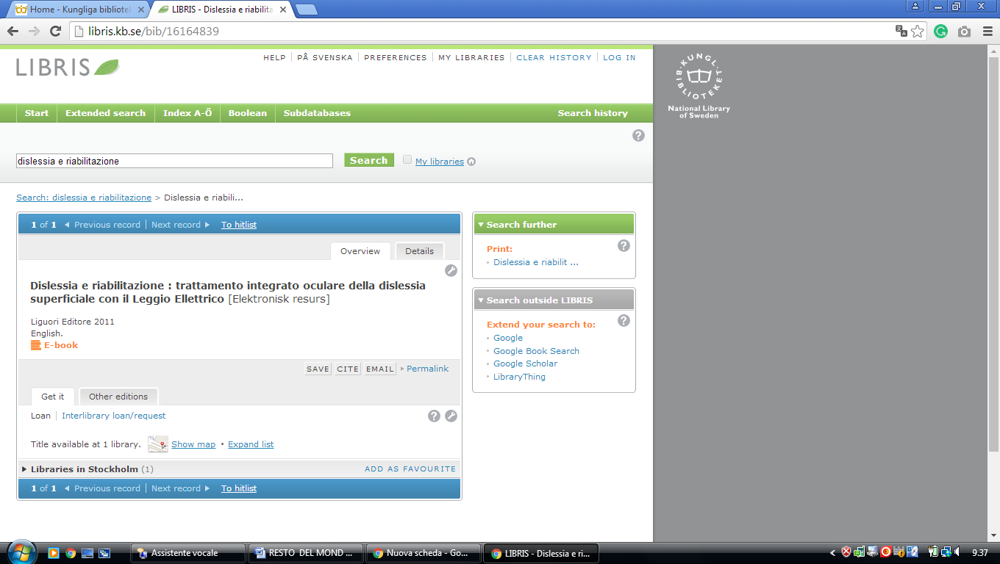 Home - Kungliga bibliotek
LIBRIS - Dislessia e riabilita
libris.kb.se/bib/16164839
LIBRIS
HELP PÅ SVENSKA PREFERENCES MY LIBRARIES CLEAR HISTORY LOG IN
KUNGL. BIBLIOTEKET
National Library
of Sweden
Start Extended search Index A-Ö Boolean Subdatabases Search history
dislessia e riabilitazione Search My libraries
Search: dislessia e riabilitazione > Dislessia e riabili...
1 of 1 Previous record Next record To hitlist
Overview Details
Dislessia e riabilitazione : trattamento integrato oculare della dislessia
superficiale con il Leggio Ellettrico [Elektronisk resurs]
Liguori Editore 2011
English.
E-book
SAVE CITE EMAIL Permalink
Get it Other editions
Loan Interlibrary loan/request
Title available at 1 library. Show map • Expand list
Libraries in Stockholm (1) ADD AS FAVOURITE
1 of 1 Previous record Next record To hitlist
Search further
Print:
Dislessia e riabilit ...
Search outside LIBRIS
Extend your search to:
Google
Google Book Search
Google Scholar
LibraryThing
Assistente vocale
RESTO DEL MOND ...
Nuova scheda - Go...
LIBRIS - Dislessia e ri...
9.37